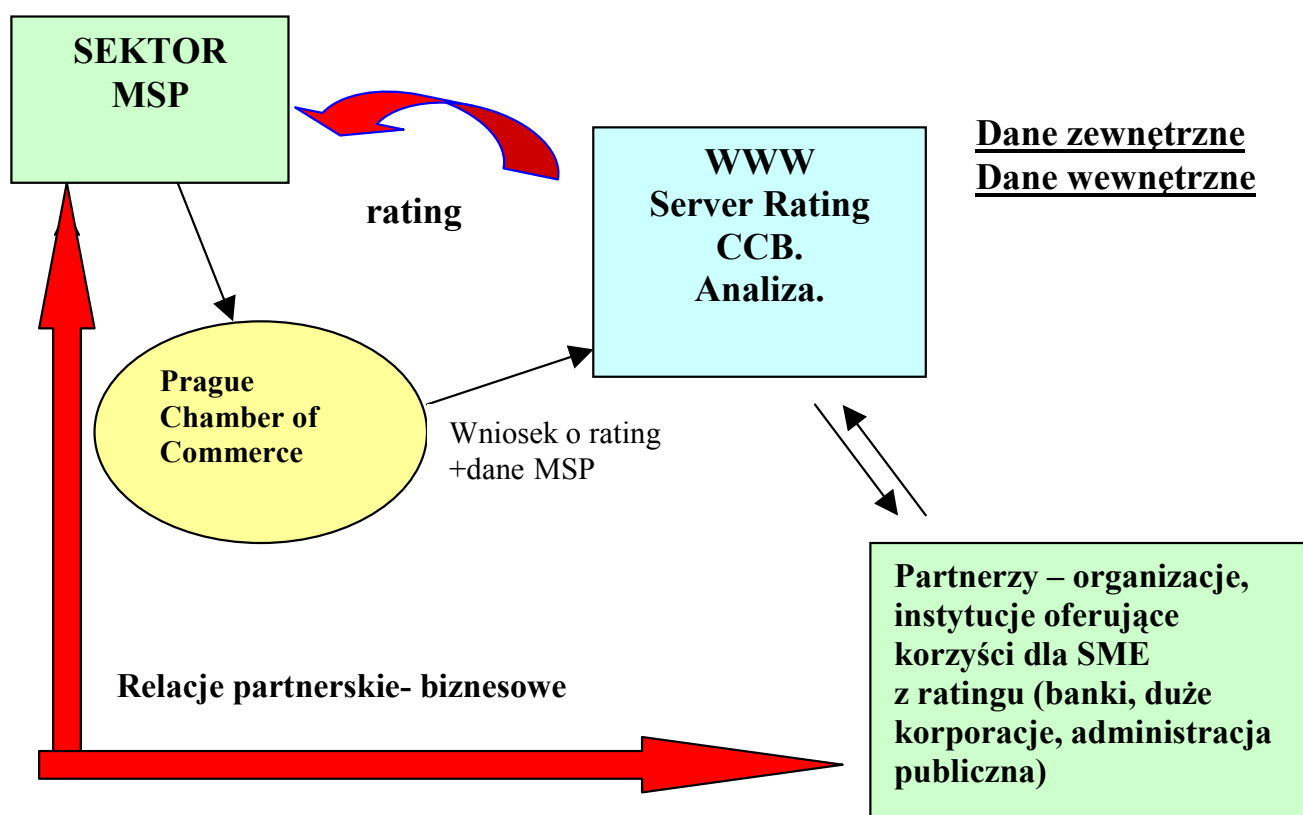 SEKTOR
MSP
rating
WWW
Server Rating
CCB.
Analiza.
Dane zewnętrzne
Dane wewnętrzne
Prague
Chamber of
Commerce
Wniosek o rating
+dane MSP
Partnerzy – organizacje,
instytucje oferujące
korzyści dla SME
z ratingu (banki, duże
korporacje, administracja
publiczna)
Relacje partnerskie- biznesowe